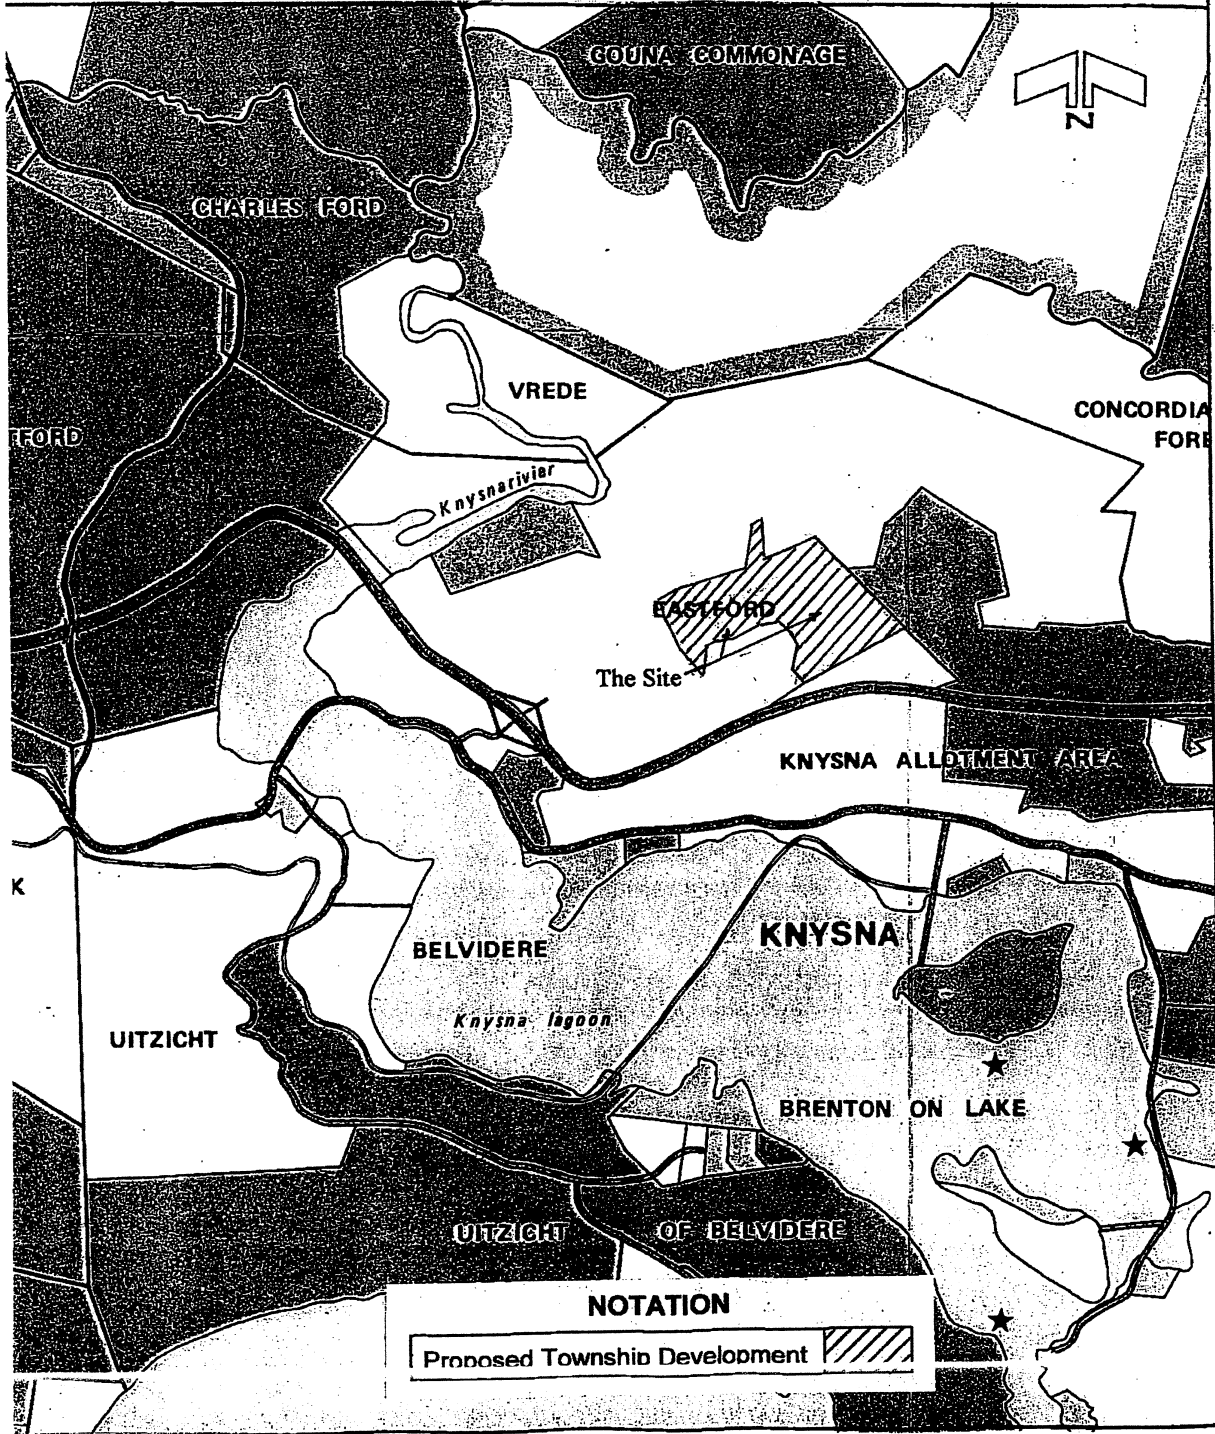 GOUNA COMMONAGE
N
CHARLES FORD
VREDE
CONCORDIA
TFORD
FORE
Knysnarivier
EASTFORD
The Site
KNYSNA ALLOTMENT AREA
K
KNYSNA
BELVIDERE
Knysna lagoon
UITZICHT
BRENTON ON LAKE
UITZICHT OF BELVIDERE
NOTATION
Proposed Township Development